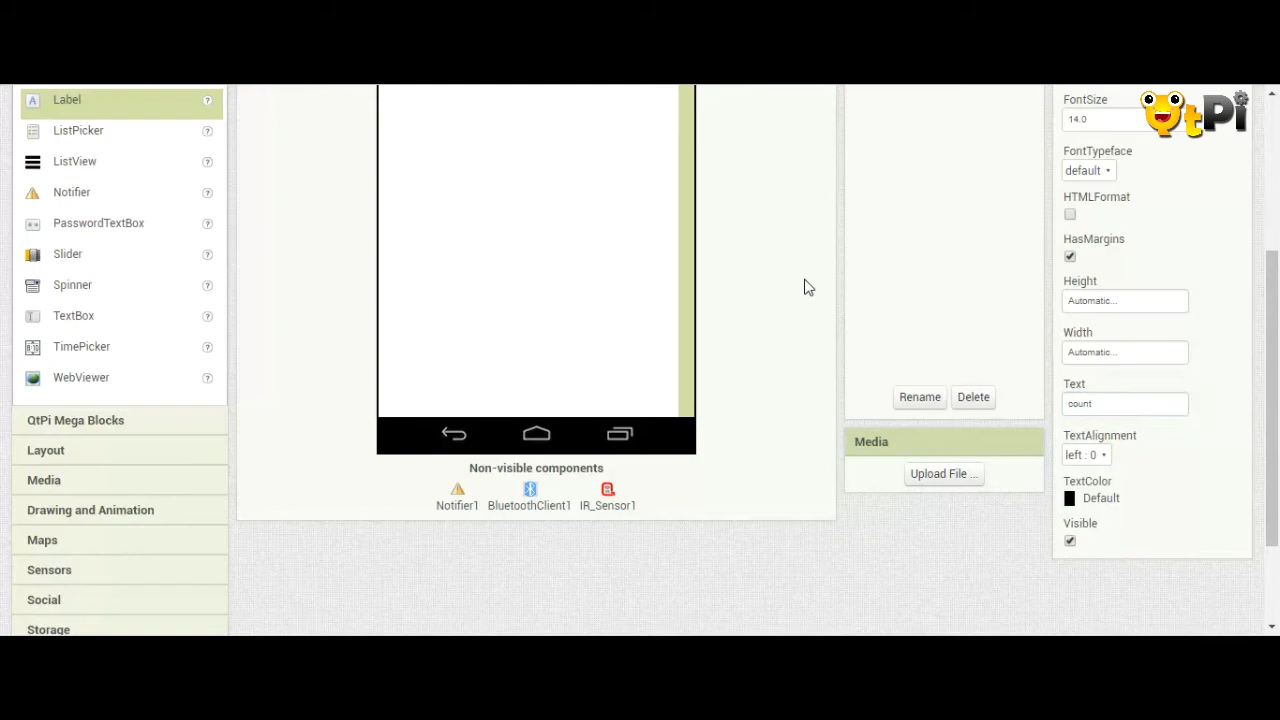 Label
?
ListPicker
?
ListView
?
Notifier
?
PasswordTextBox
?
Slider
?
Spinner
?
TextBox
?
TimePicker
?
WebViewer
?
QtPi Mega Blocks
Layout
Media
Drawing and Animation
Maps
Sensors
Social
Storage
Non-visible components
Notifier1
BluetoothClient1
IR_Sensor1
Rename
Delete
Media
Upload File ...
QtPi
FontSize
14.0
FontTypeface
default
HTMLFormat
HasMargins
Height
Automatic...
Width
Automatic...
Text
count
TextAlignment
left : 0
TextColor
Default
Visible